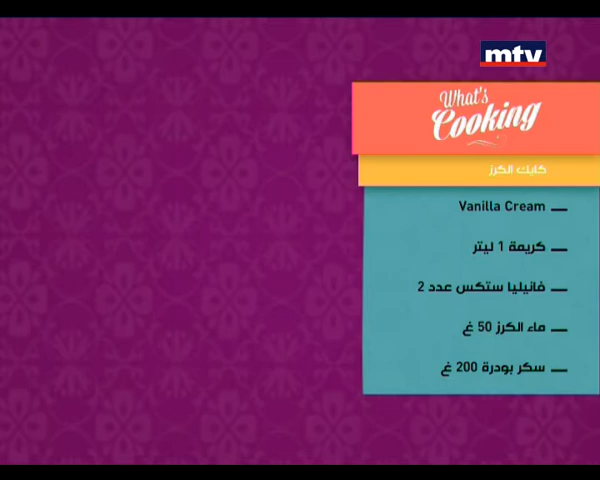 mtv
What's
Cooking
كايك الكرز
Vanilla Cream
كريمة 1 ليتر
فانيليا ستكس عدد 2
ماء الكرز 50 غ
سكر بودرة 200 غ